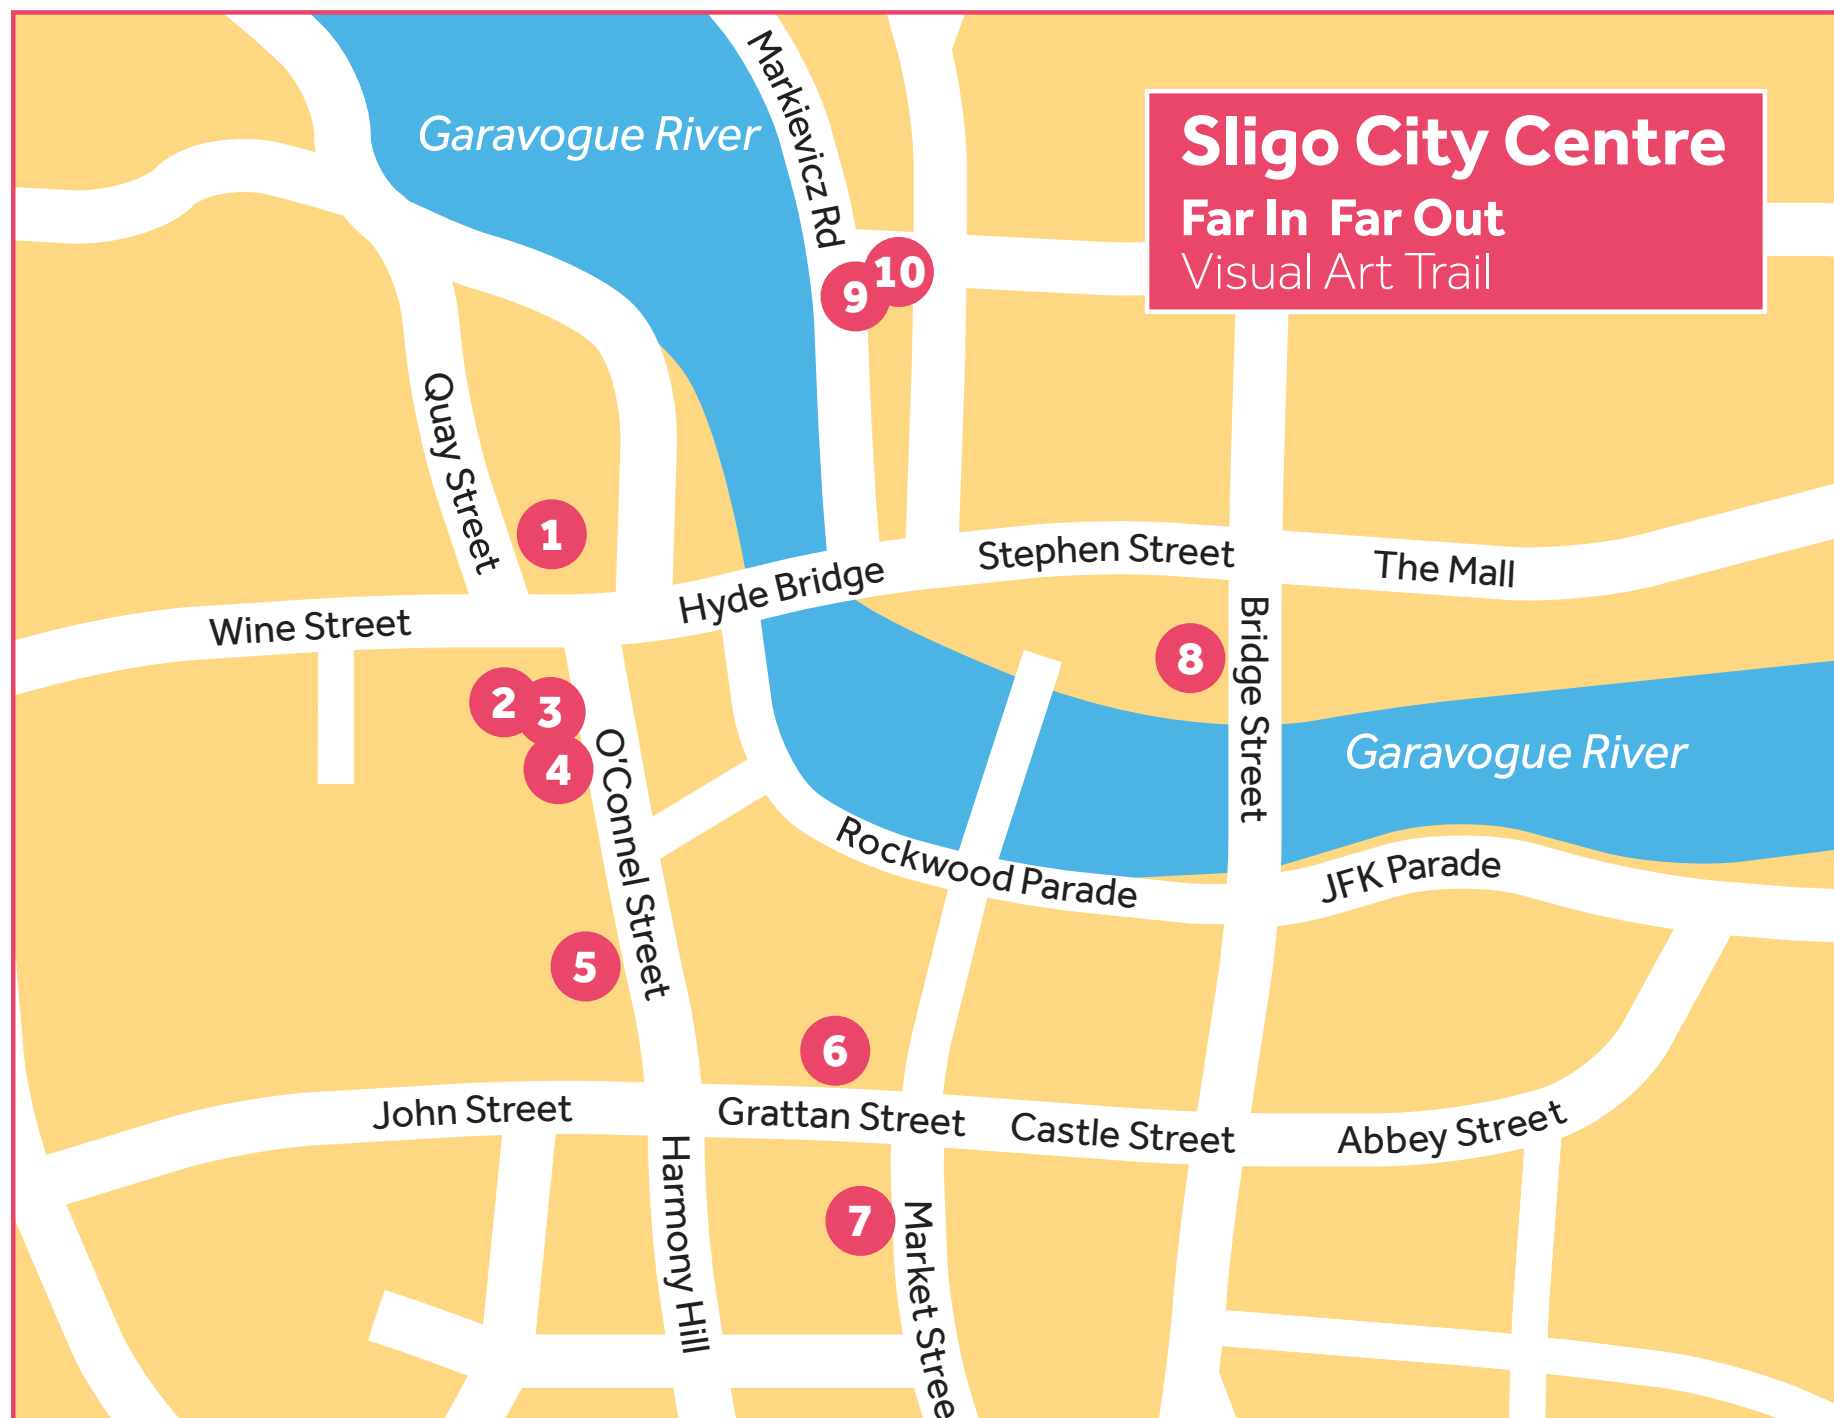 Sligo City Centre
Far In Far Out
Visual Art Trail
Garavogue River
Markievicz Rd
10
9
Quay Street
1
Stephen Street
The Mall
Hyde Bridge
Wine Street
Bridge Street
8
2
3
4
O'Connel Street
Garavogue River
Rockwood Parade
JFK Parade
5
6
John Street
Grattan Street
Castle Street
Abbey Street
Harmony Hill
7
Market Stree